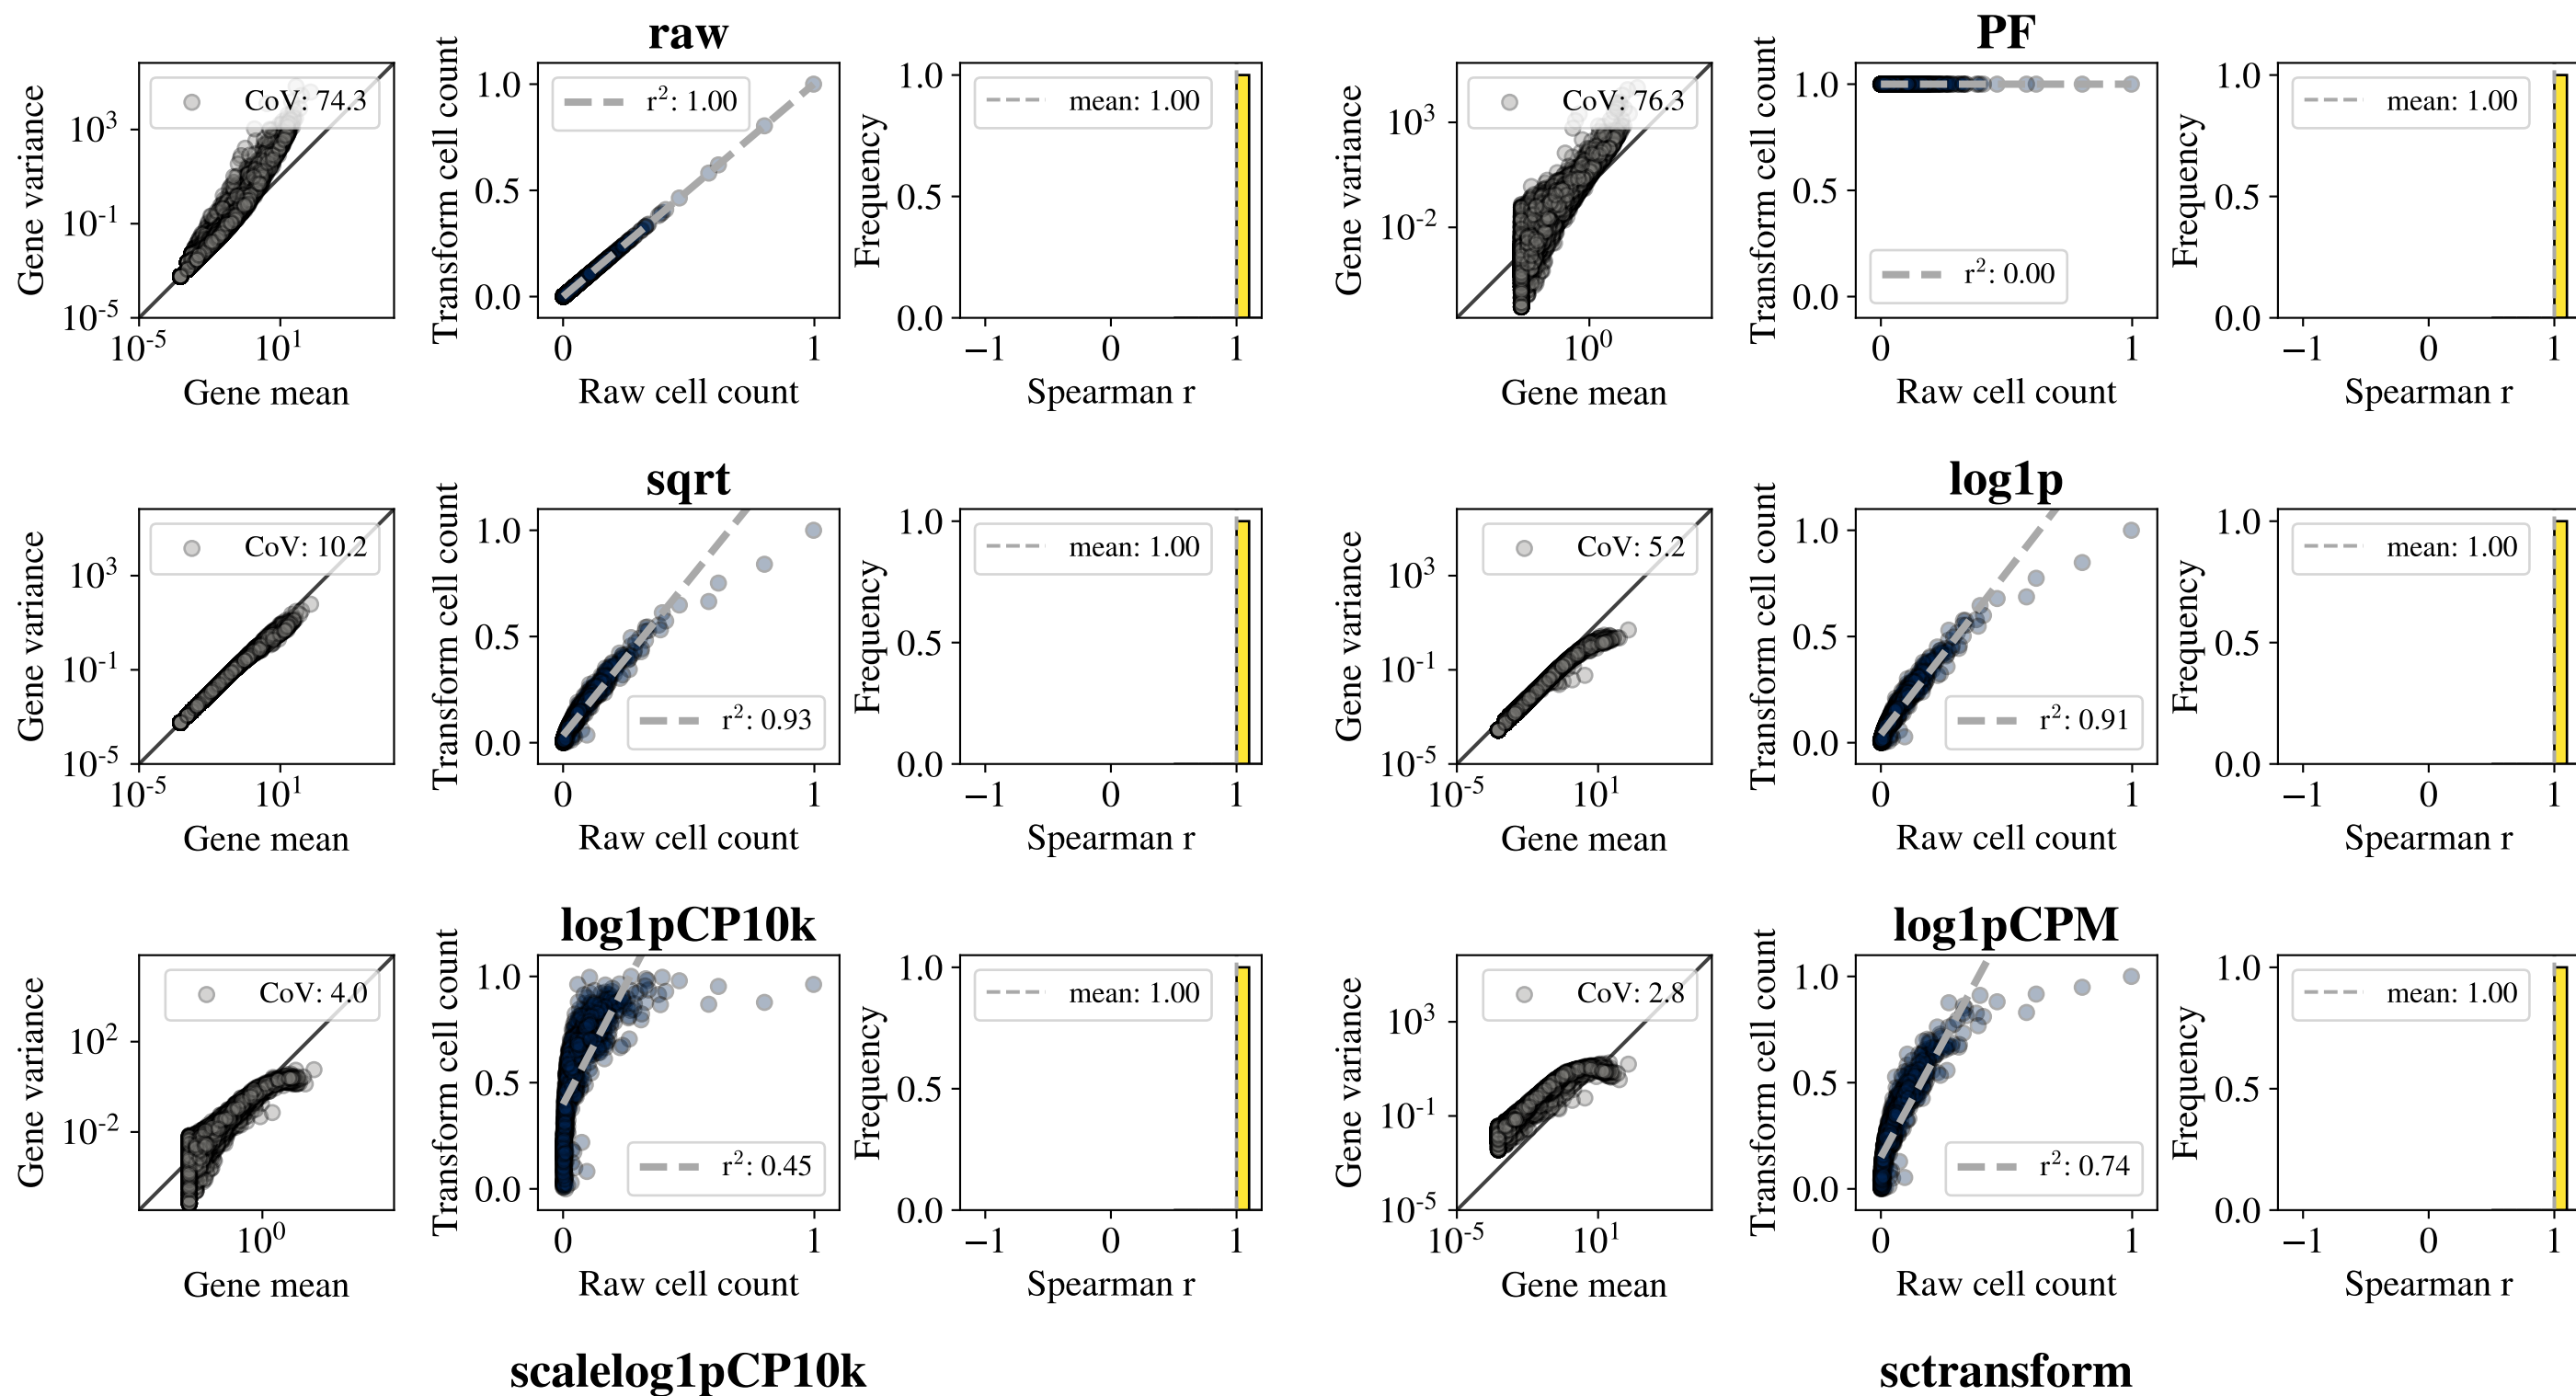 raw
Gene variance
10³
10⁻¹
10⁻⁵
CoV: 74.3
10⁻⁵ 10¹
Gene mean
Transform cell count
1.0
0.5
0.0
r²: 1.00
0 1
Raw cell count
Frequency
1.0
0.5
0.0
mean: 1.00
−1 0 1
Spearman r
PF
Gene variance
10³
10⁻²
CoV: 76.3
10⁰
Gene mean
Transform cell count
1.0
0.5
0.0
r²: 0.00
0 1
Raw cell count
Frequency
1.0
0.5
0.0
mean: 1.00
−1 0 1
Spearman r
sqrt
Gene variance
10³
10⁻¹
10⁻⁵
CoV: 10.2
10⁻⁵ 10¹
Gene mean
Transform cell count
1.0
0.5
0.0
r²: 0.93
0 1
Raw cell count
Frequency
1.0
0.5
0.0
mean: 1.00
−1 0 1
Spearman r
log1p
Gene variance
10³
10⁻¹
10⁻⁵
CoV: 5.2
10⁻⁵ 10¹
Gene mean
Transform cell count
1.0
0.5
0.0
r²: 0.91
0 1
Raw cell count
Frequency
1.0
0.5
0.0
mean: 1.00
−1 0 1
Spearman r
log1pCP10k
Gene variance
10²
10⁻²
CoV: 4.0
10⁰
Gene mean
Transform cell count
1.0
0.5
0.0
r²: 0.45
0 1
Raw cell count
Frequency
1.0
0.5
0.0
mean: 1.00
−1 0 1
Spearman r
log1pCPM
Gene variance
10³
10⁻¹
10⁻⁵
CoV: 2.8
10⁻⁵ 10¹
Gene mean
Transform cell count
1.0
0.5
0.0
r²: 0.74
0 1
Raw cell count
Frequency
1.0
0.5
0.0
mean: 1.00
−1 0 1
Spearman r
scalelog1pCP10k
sctransform